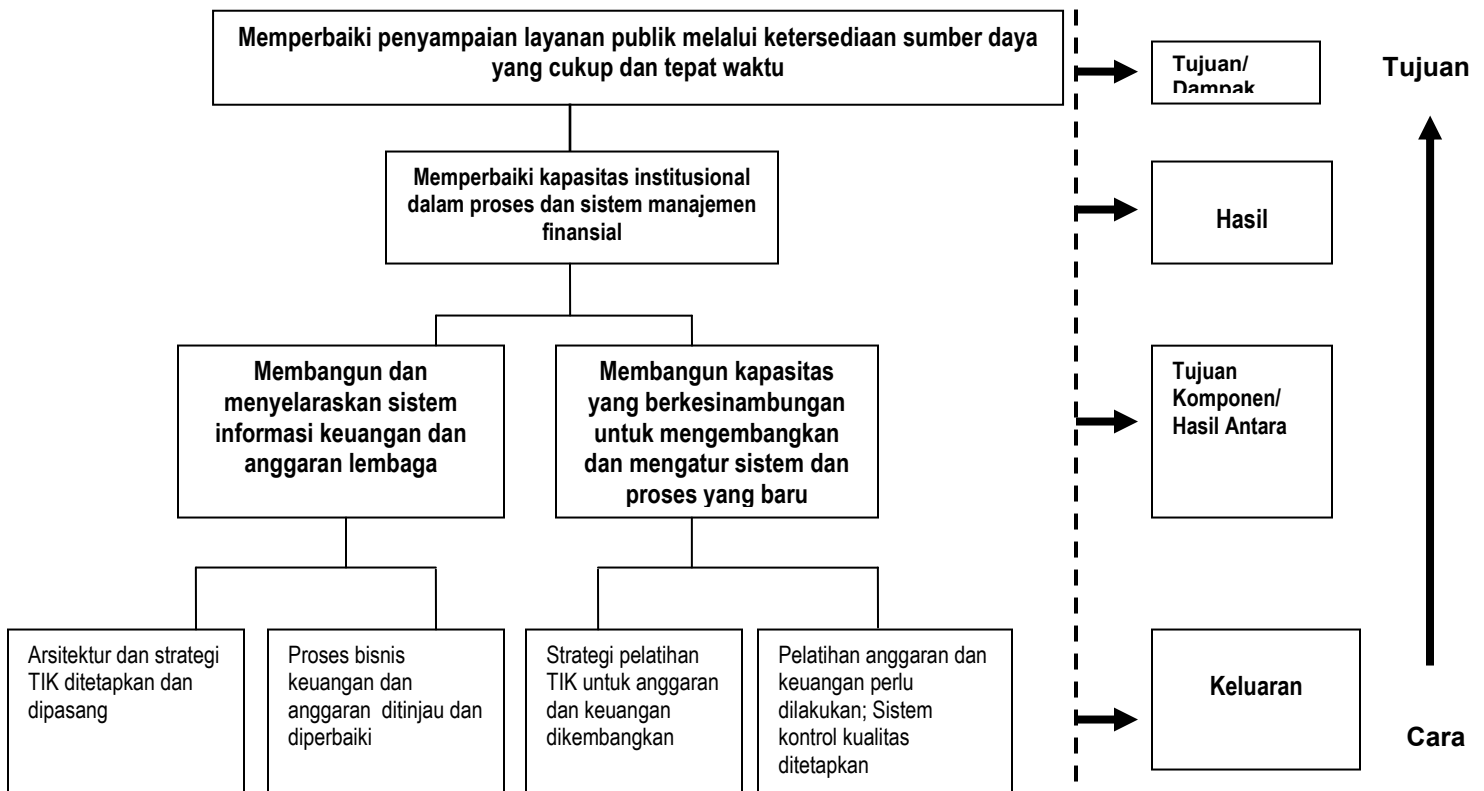 Memperbaiki penyampaian layanan publik melalui ketersediaan sumber daya
yang cukup dan tepat waktu
Tujuan/
Dampak
Tujuan
Memperbaiki kapasitas institusional
dalam proses dan sistem manajemen
finansial
Hasil
Membangun dan
menyelaraskan sistem
informasi keuangan dan
anggaran lembaga
Membangun kapasitas
yang berkesinambungan
untuk mengembangkan
dan mengatur sistem dan
proses yang baru
Tujuan
Komponen/
Hasil Antara
Arsitektur dan strategi
TIK ditetapkan dan
dipasang
Proses bisnis
keuangan dan
anggaran ditinjau dan
diperbaiki
Strategi pelatihan
TIK untuk anggaran
dan keuangan
dikembangkan
Pelatihan anggaran dan
keuangan perlu
dilakukan; Sistem
kontrol kualitas
ditetapkan
Keluaran
Cara